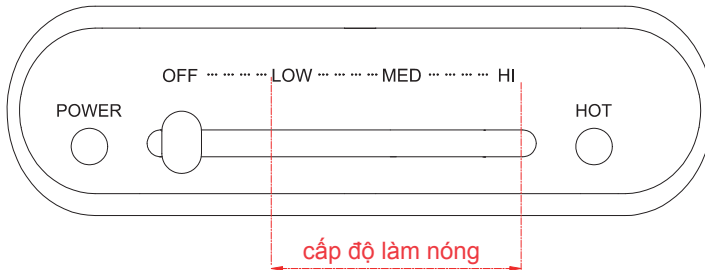 OFF ---- ---- ---- ---- LOW ---- ---- ---- ---- MED ---- ---- ---- ---- HI
POWER
HOT
cấp độ làm nóng